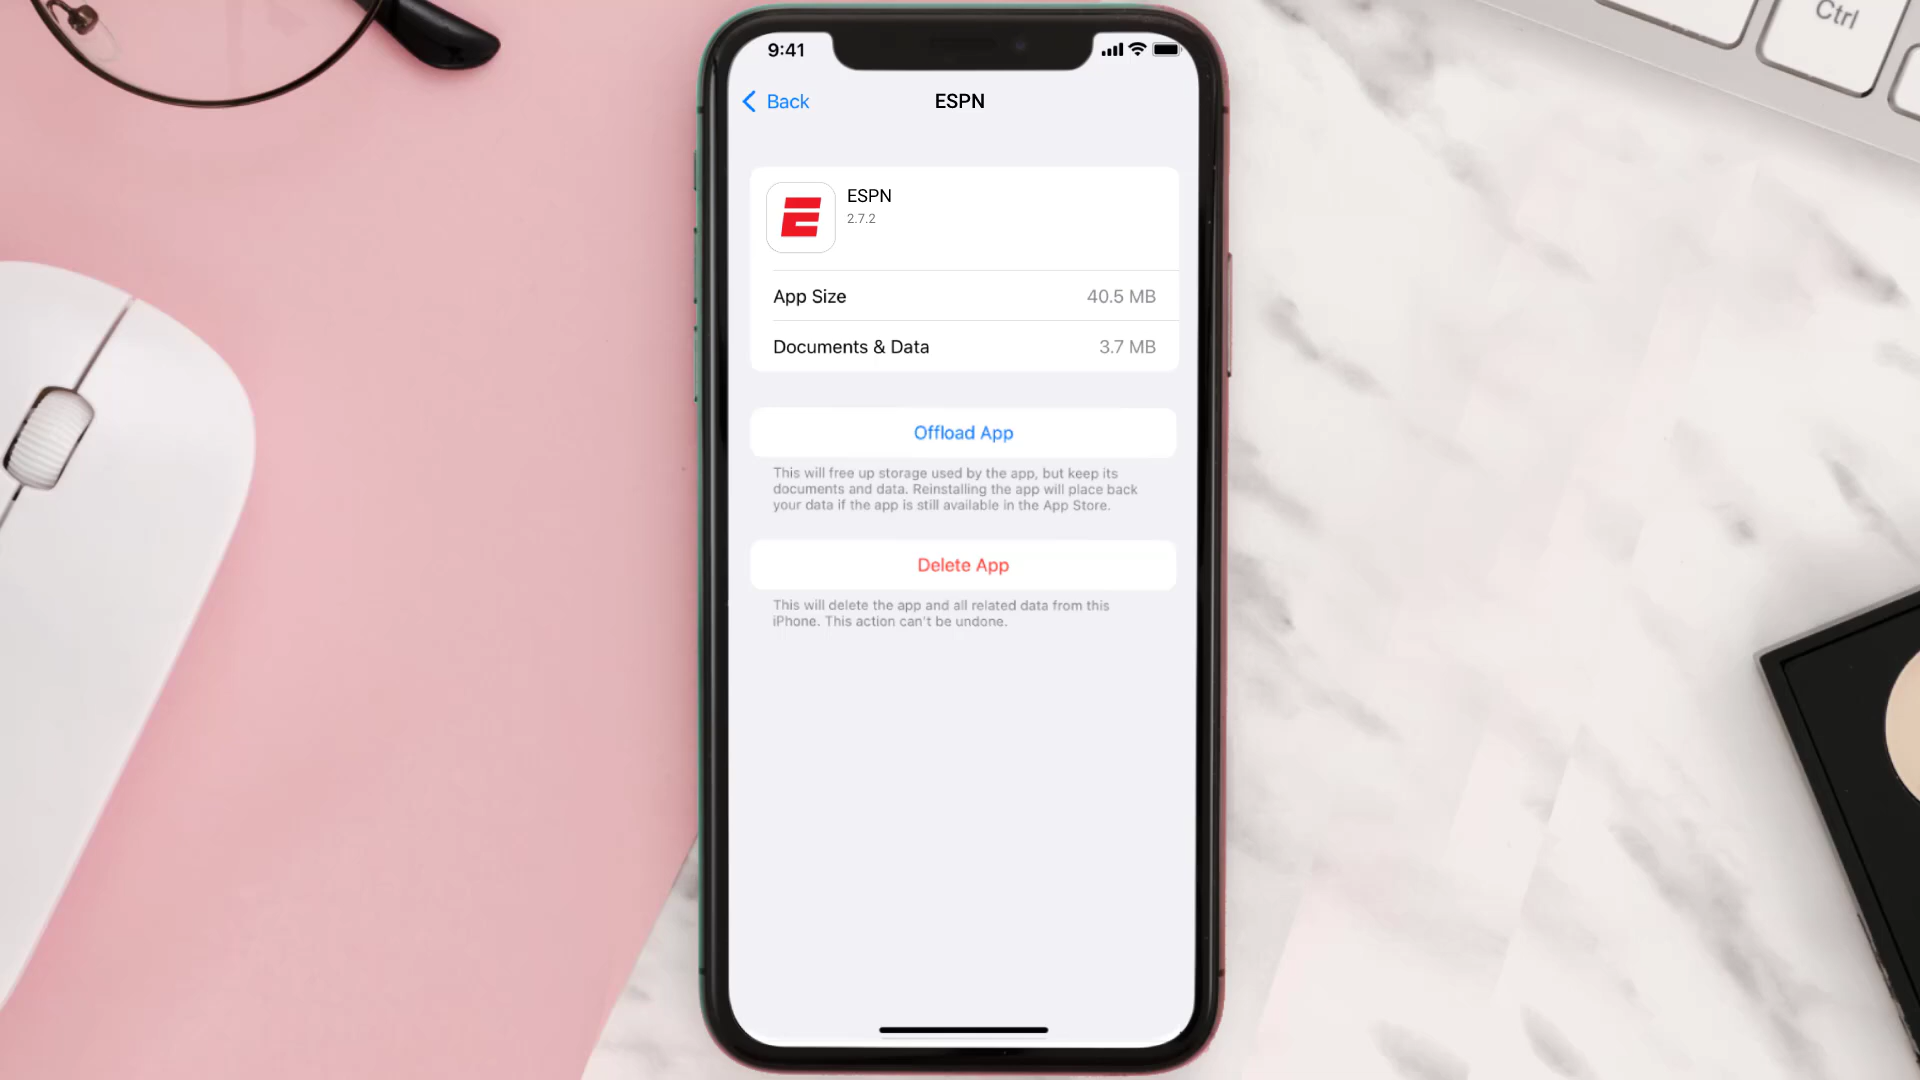 Ctrl
9:41
Back
ESPN
ESPN
2.7.2
App Size
40.5 MB
Documents & Data
3.7 MB
Offload App
This will free up storage used by the app, but keep its
documents and data. Reinstalling the app will place back
your data if the app is still available in the App Store.
Delete App
This will delete the app and all related data from this
iPhone. This action can't be undone.